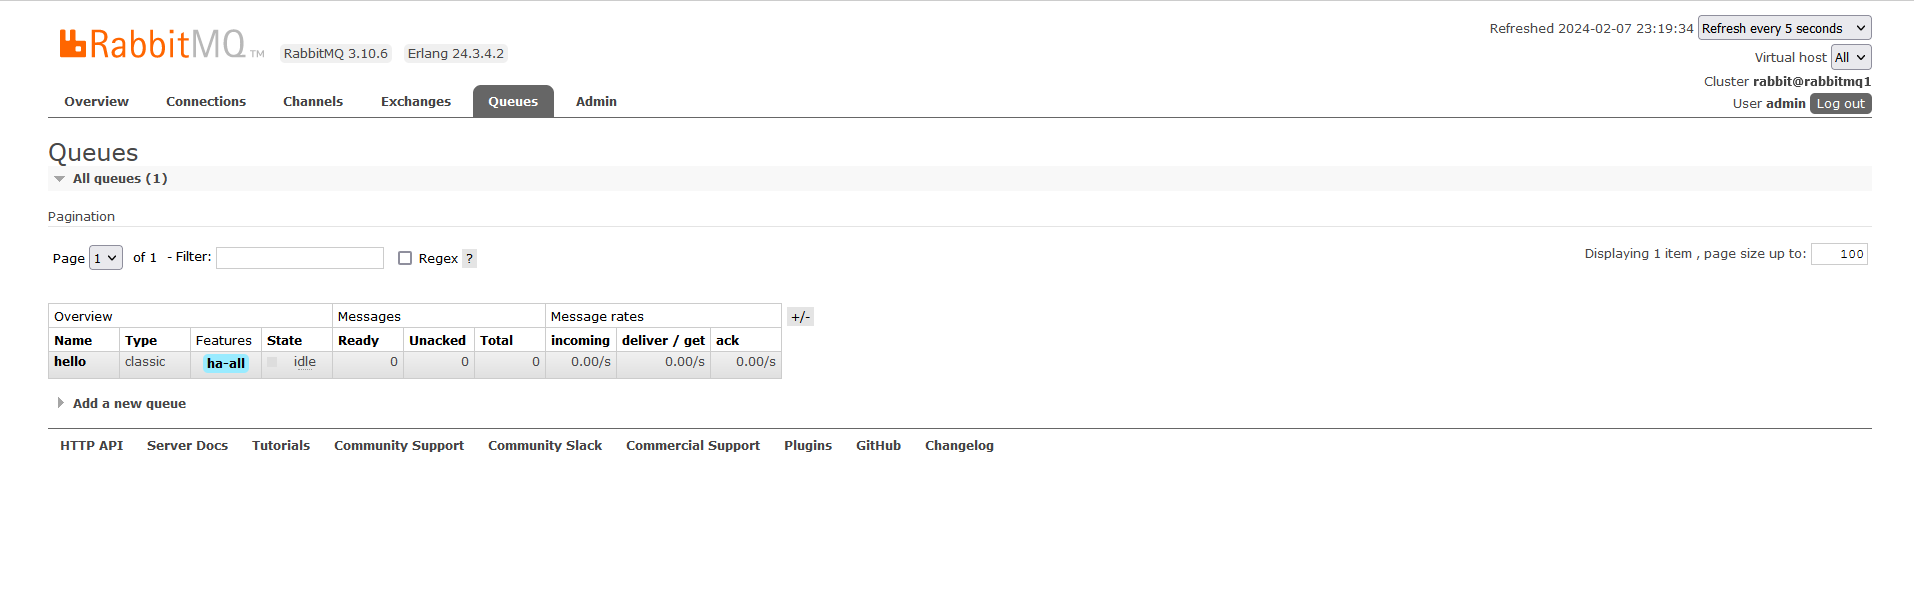 RabbitMQ TM RabbitMQ 3.10.6 Erlang 24.3.4.2
Refreshed 2024-02-07 23:19:34 Refresh every 5 seconds
Virtual host All
Cluster rabbit@rabbitmq1
User admin Log out
Overview Connections Channels Exchanges Queues Admin
Queues
All queues (1)
Pagination
Page 1 of 1 - Filter: Regex ?
Displaying 1 item , page size up to: 100
Overview Messages Message rates +/-
Name Type Features State Ready Unacked Total incoming deliver / get ack
hello classic ha-all idle 0 0 0 0.00/s 0.00/s 0.00/s
Add a new queue
HTTP API Server Docs Tutorials Community Support Community Slack Commercial Support Plugins GitHub Changelog